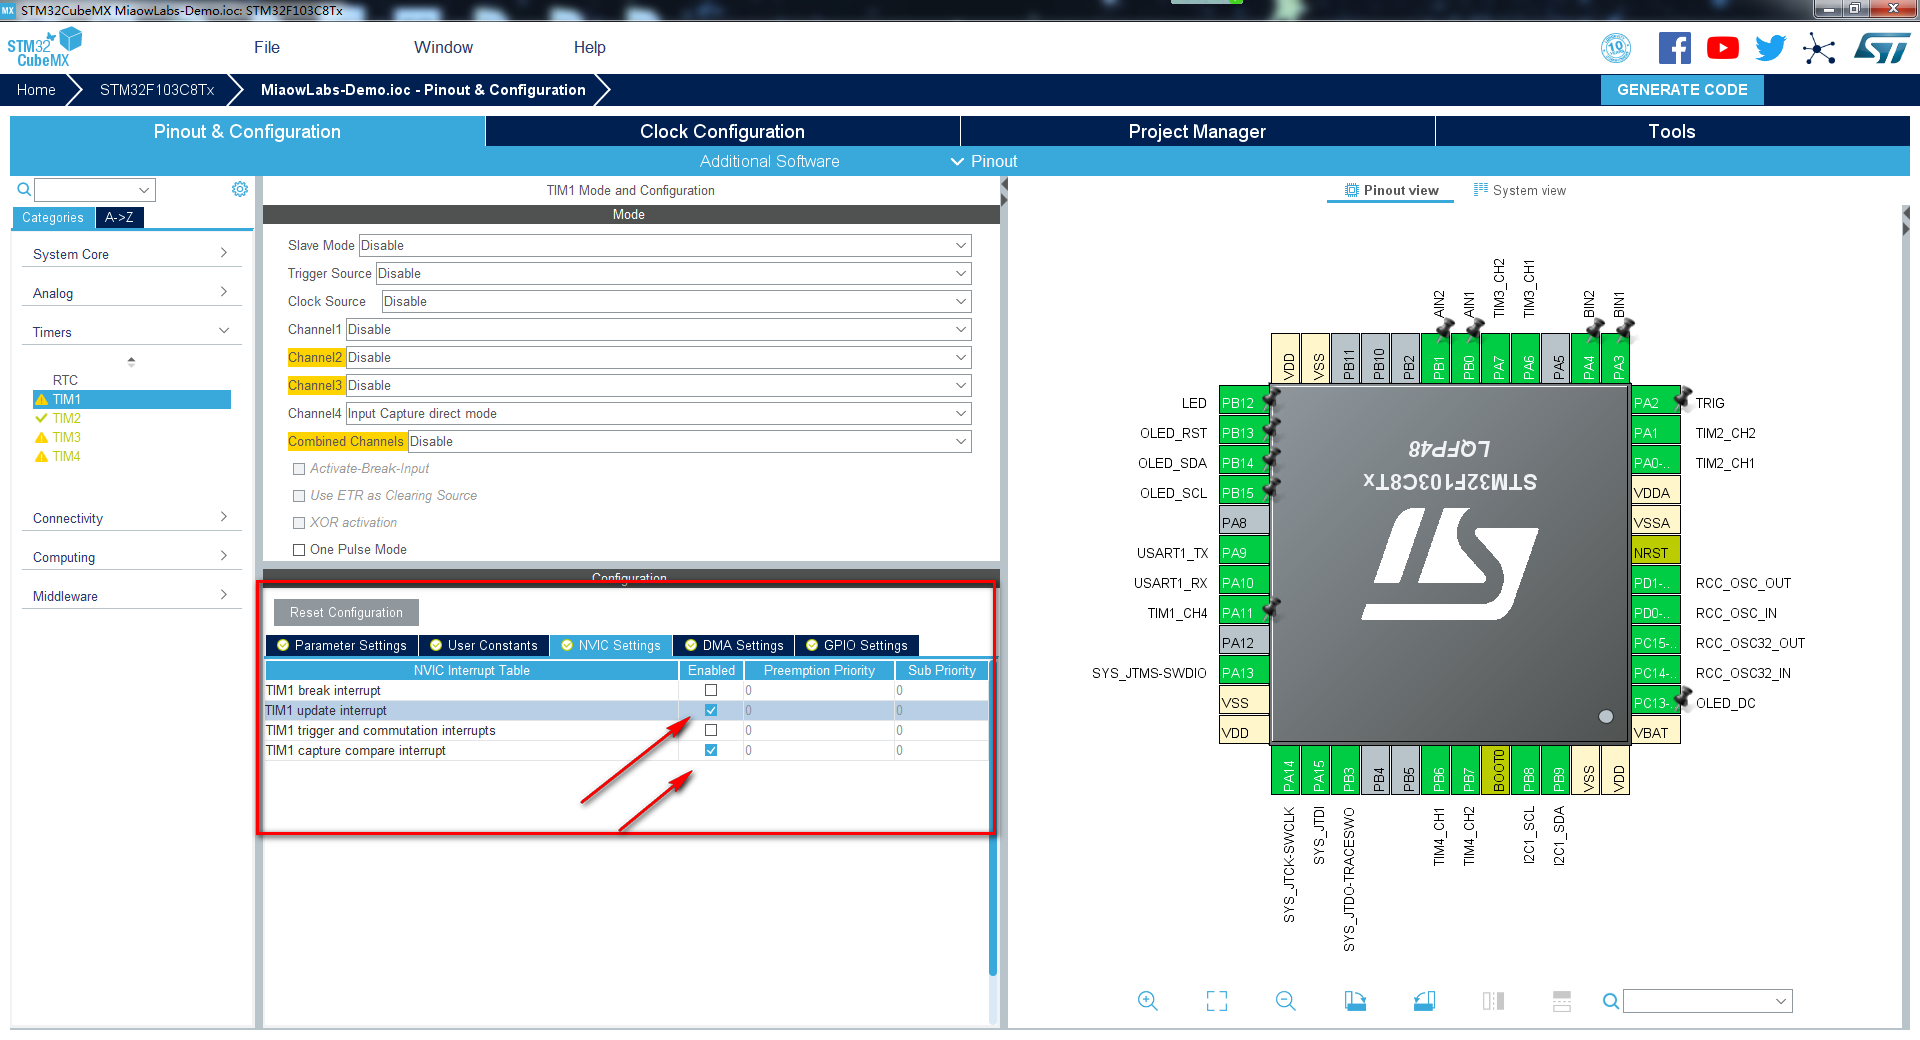 MX STM32CubeMX MiaowLabs-Demo.ioc: STM32F103C8Tx
STM32
CubeMX
File
Window
Help
10
Home
STM32F103C8Tx
MiaowLabs-Demo.ioc - Pinout & Configuration
GENERATE CODE
Pinout & Configuration
Clock Configuration
Project Manager
Tools
Additional Software
Pinout
Categories
A->Z
System Core
Analog
Timers
RTC
TIM1
TIM2
TIM3
TIM4
Connectivity
Computing
Middleware
TIM1 Mode and Configuration
Mode
Slave Mode Disable
Trigger Source Disable
Clock Source Disable
Channel1 Disable
Channel2 Disable
Channel3 Disable
Channel4 Input Capture direct mode
Combined Channels Disable
Activate-Break-Input
Use ETR as Clearing Source
XOR activation
One Pulse Mode
Configuration
Reset Configuration
Parameter Settings
User Constants
NVIC Settings
DMA Settings
GPIO Settings
NVIC Interrupt Table Enabled Preemption Priority Sub Priority
TIM1 break interrupt 0 0
TIM1 update interrupt 0 0
TIM1 trigger and commutation interrupts 0 0
TIM1 capture compare interrupt 0 0
Pinout view
System view
AIN2
AIN1
TIM3_CH2
TIM3_CH1
BIN2
BIN1
VDD
VSS
PB11
PB10
PB2
PB1
PB0
PA7
PA6
PA5
PA4
PA3
LED PB12
OLED_RST PB13
OLED_SDA PB14
OLED_SCL PB15
PA8
USART1_TX PA9
USART1_RX PA10
TIM1_CH4 PA11
PA12
SYS_JTMS-SWDIO PA13
VSS
VDD
LQFP48
STM32F103C8Tx
PA2 TRIG
PA1 TIM2_CH2
PA0-.. TIM2_CH1
VDDA
VSSA
NRST
PD1-.. RCC_OSC_OUT
PD0-.. RCC_OSC_IN
PC15-.. RCC_OSC32_OUT
PC14-.. RCC_OSC32_IN
PC13-.. OLED_DC
VBAT
PA14
PA15
PB3
PB4
PB5
PB6
PB7
BOOT0
PB8
PB9
VSS
VDD
SYS_JTCK-SWCLK
SYS_JTDI
SYS_JTDO-TRACESWO
TIM4_CH1
TIM4_CH2
I2C1_SCL
I2C1_SDA